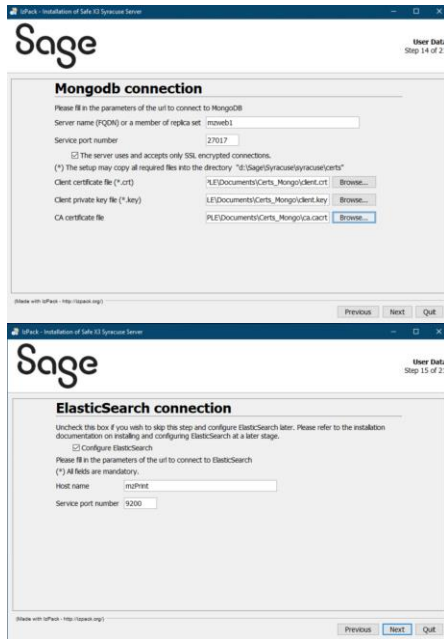 IzPack - Installation of Safe X3 Syracuse Server
Sage
User Data
Step 14 of 2
Mongodb connection
Please fill in the parameters of the url to connect to MongoDB
Server name (FQDN) or a member of replica set mzweb1
Service port number 27017
The server uses and accepts only SSL encrypted connections.
(*) The setup may copy all required files into the directory "d:\Sage\Syracuse\syracuse\certs"
Client certificate file (*.crt) PLE\Documents\Certs_Mongo\client.crt Browse...
Client private key file (*.key) LE\Documents\Certs_Mongo\client.key Browse...
CA certificate file PLE\Documents\Certs_Mongo\ca.cacrt Browse...
(Made with IzPack - http://izpack.org/)
Previous Next Quit
IzPack - Installation of Safe X3 Syracuse Server
Sage
User Data
Step 15 of 2
ElasticSearch connection
Uncheck this box if you wish to skip this step and configure ElasticSearch later. Please refer to the installation
documentation on installing and configuring ElasticSearch at a later stage.
Configure ElasticSearch
Please fill in the parameters of the url to connect to ElasticSearch
(*) All fields are mandatory.
Host name mzPrint
Service port number 9200
(Made with IzPack - http://izpack.org/)
Previous Next Quit